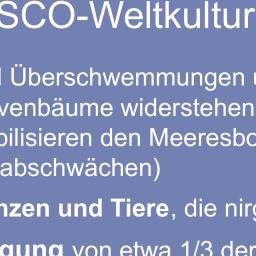 SCO-Weltkultur
Überschwemmungen
venbäume widerstehen
bilisieren den Meeresbo
abschwächen)
nzen und Tiere, die nirg
gung von etwa 1/3 der